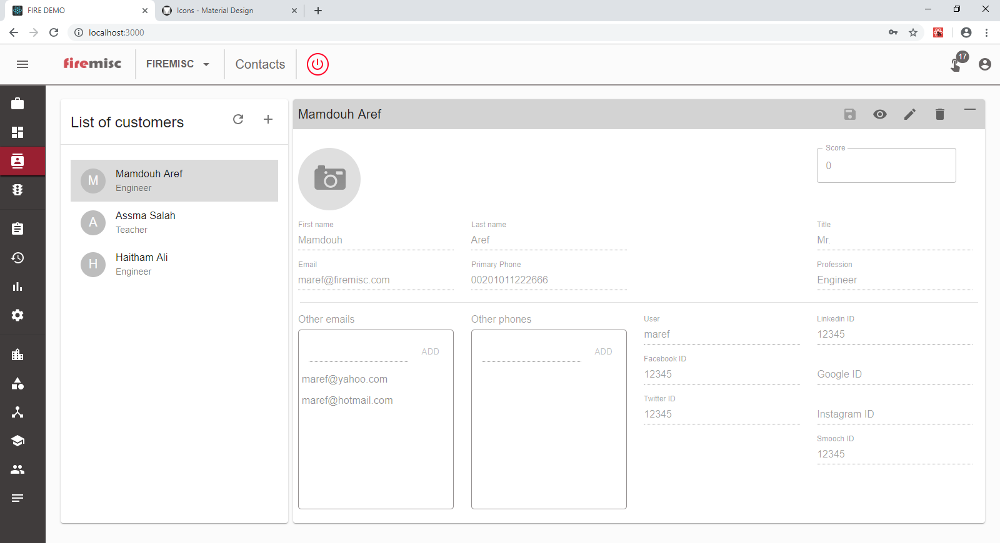 FIRE DEMO
Icons - Material Design
localhost:3000
firemisc
FIREMISC
Contacts
17
List of customers
M
Mamdouh Aref
Engineer
A
Assma Salah
Teacher
H
Haitham Ali
Engineer
Mamdouh Aref
Score
0
First name
Mamdouh
Last name
Aref
Title
Mr.
Email
maref@firemisc.com
Primary Phone
00201011222666
Profession
Engineer
Other emails
ADD
maref@yahoo.com
maref@hotmail.com
Other phones
ADD
User
maref
Linkedin ID
12345
Facebook ID
12345
Google ID
Twitter ID
12345
Instagram ID
Smooch ID
12345